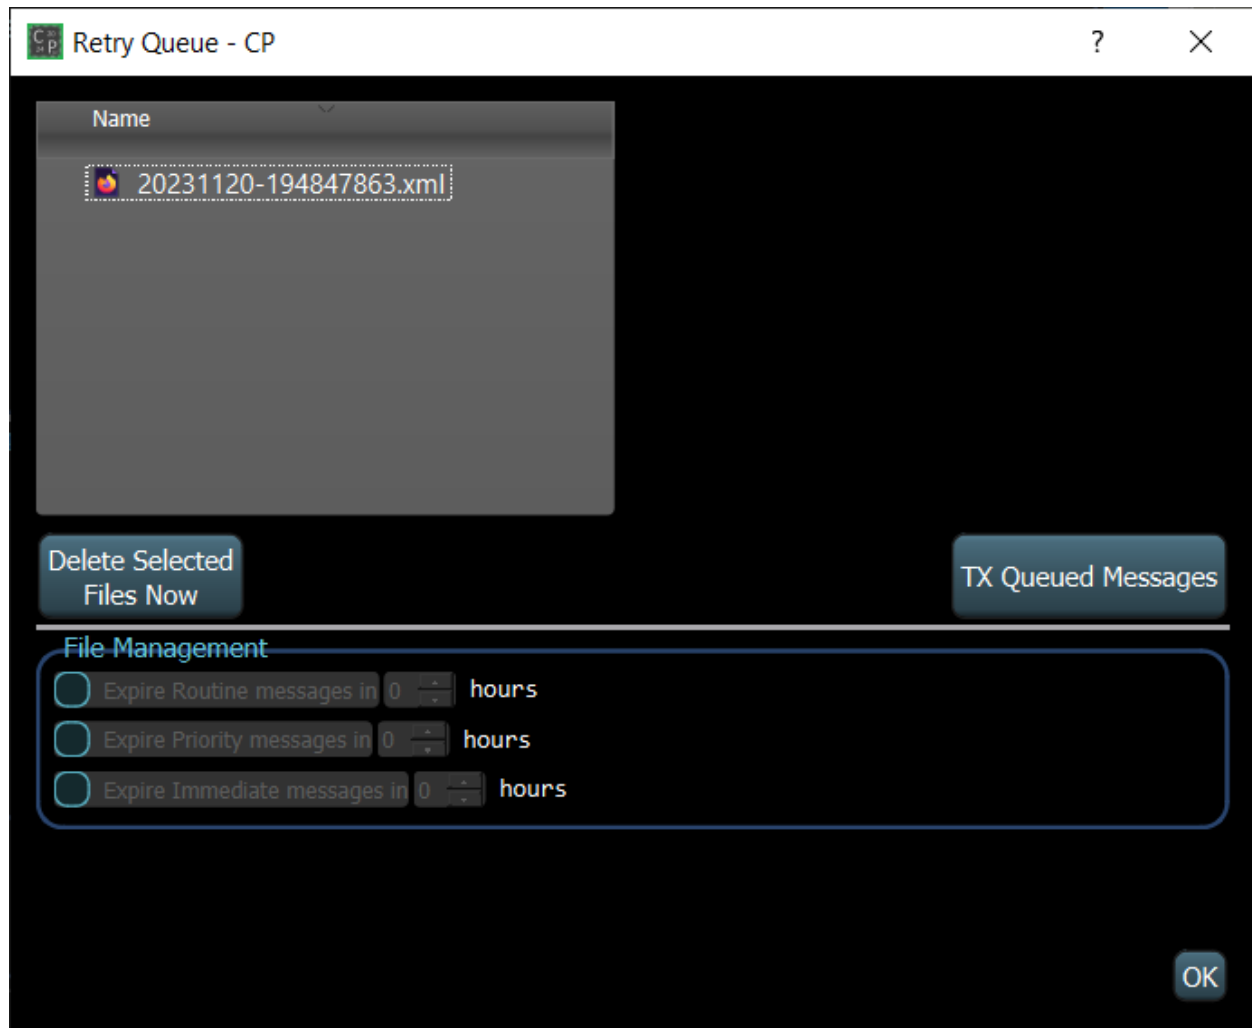 Retry Queue - CP
?
Name
20231120-194847863.xml
Delete Selected
Files Now
TX Queued Messages
File Management
Expire Routine messages in 0 hours
Expire Priority messages in 0 hours
Expire Immediate messages in 0 hours
OK